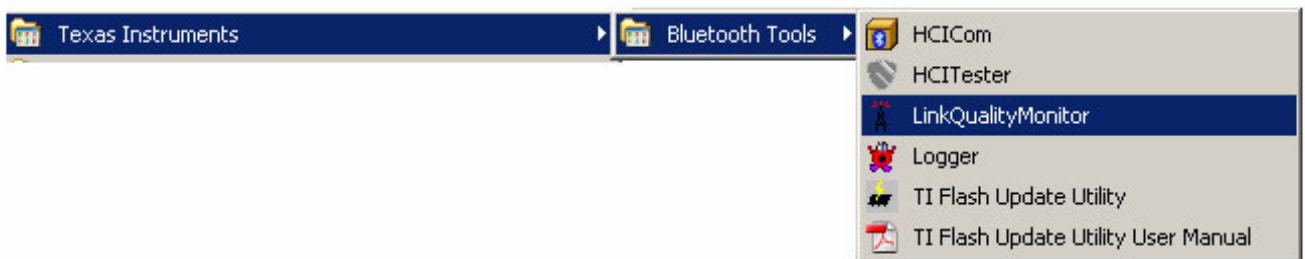 Texas Instruments
Bluetooth Tools
HCICom
HCITester
LinkQualityMonitor
Logger
TI Flash Update Utility
TI Flash Update Utility User Manual